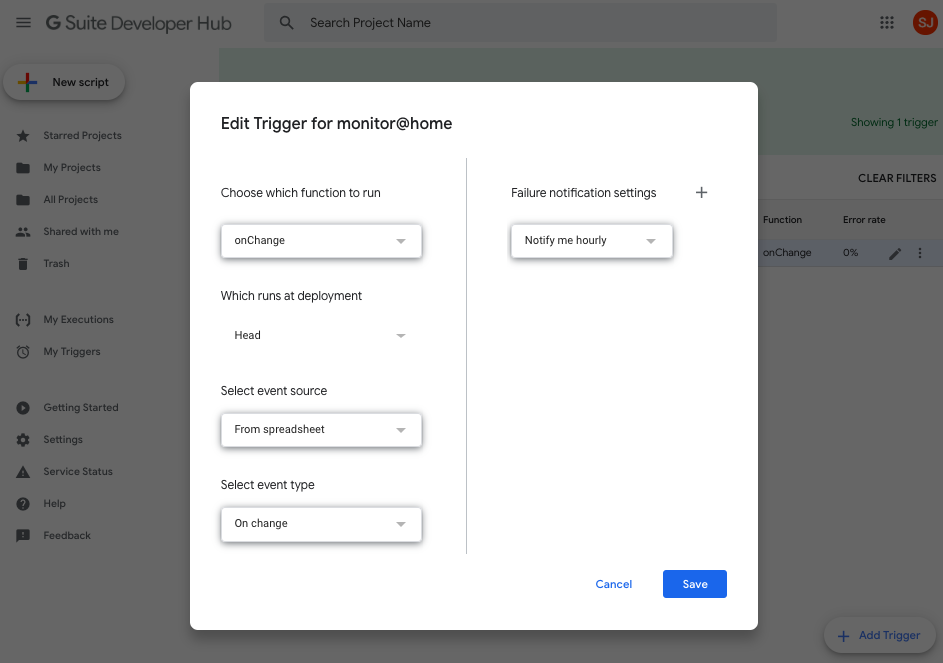 G Suite Developer Hub
Search Project Name
SJ
New script
Starred Projects
My Projects
All Projects
Shared with me
Trash
My Executions
My Triggers
Getting Started
Settings
Service Status
Help
Feedback
Edit Trigger for monitor@home
Choose which function to run
onChange
Which runs at deployment
Head
Select event source
From spreadsheet
Select event type
On change
Failure notification settings
Notify me hourly
Cancel
Save
Showing 1 trigger
CLEAR FILTERS
Function Error rate
onChange 0%
Add Trigger